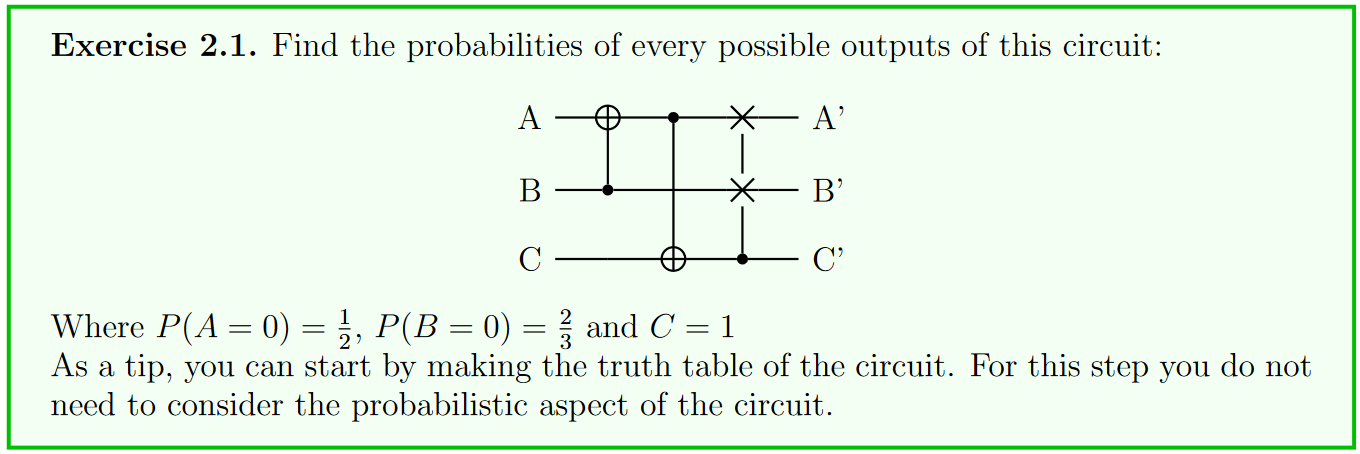 Exercise 2.1. Find the probabilities of every possible outputs of this circuit:
A A’
B B’
C C’
Where P(A = 0) = 1/2, P(B = 0) = 2/3 and C = 1
As a tip, you can start by making the truth table of the circuit. For this step you do not
need to consider the probabilistic aspect of the circuit.